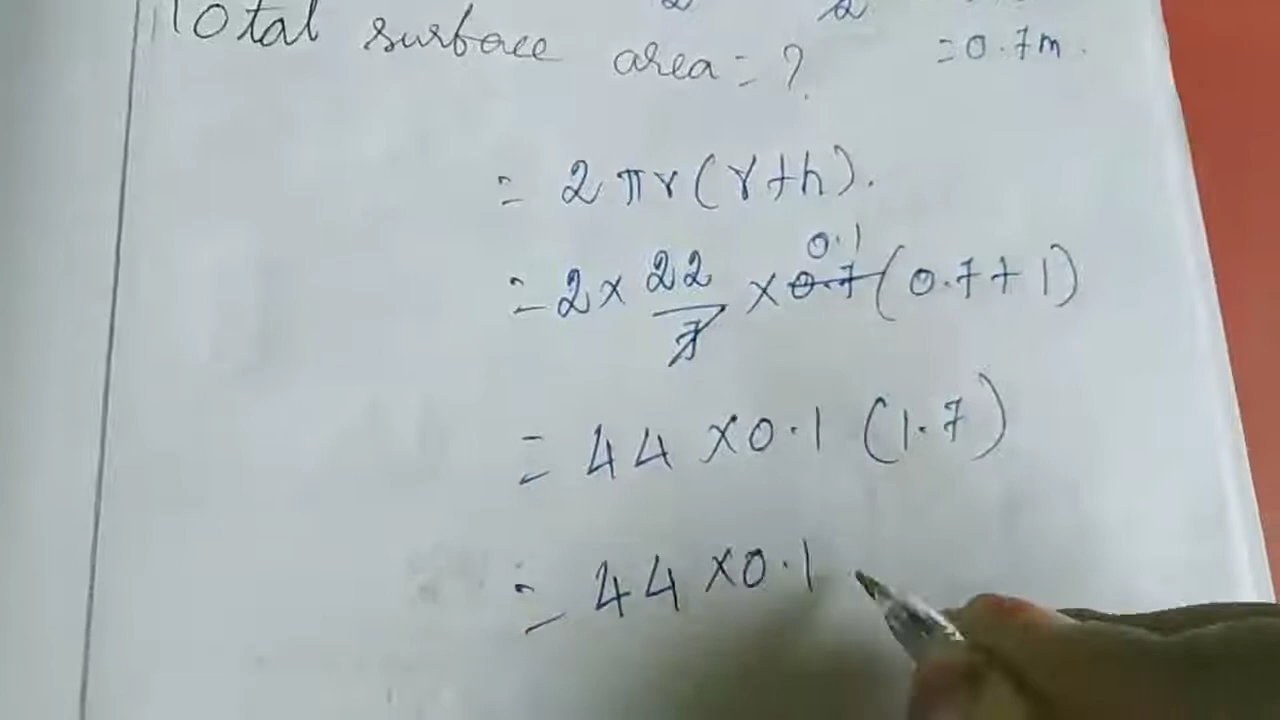 Total surface area = ?
= 0.7m.
= 2πr(r+h).
0.1
= 2 × 22/7 × 0.7 (0.7+1)
= 44 × 0.1 (1.7)
= 44 × 0.1